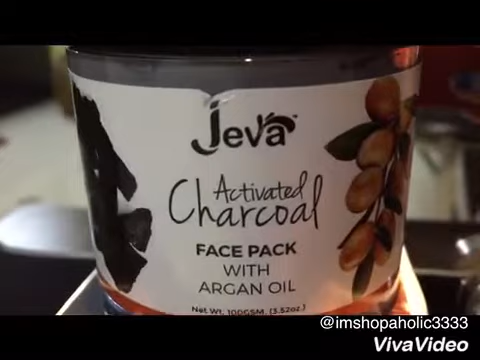 Jeva
Activated
Charcoal
FACE PACK
WITH
ARGAN OIL
Net Wt. 100GSM. (3.52oz.)
@imshopaholic3333
VivaVideo